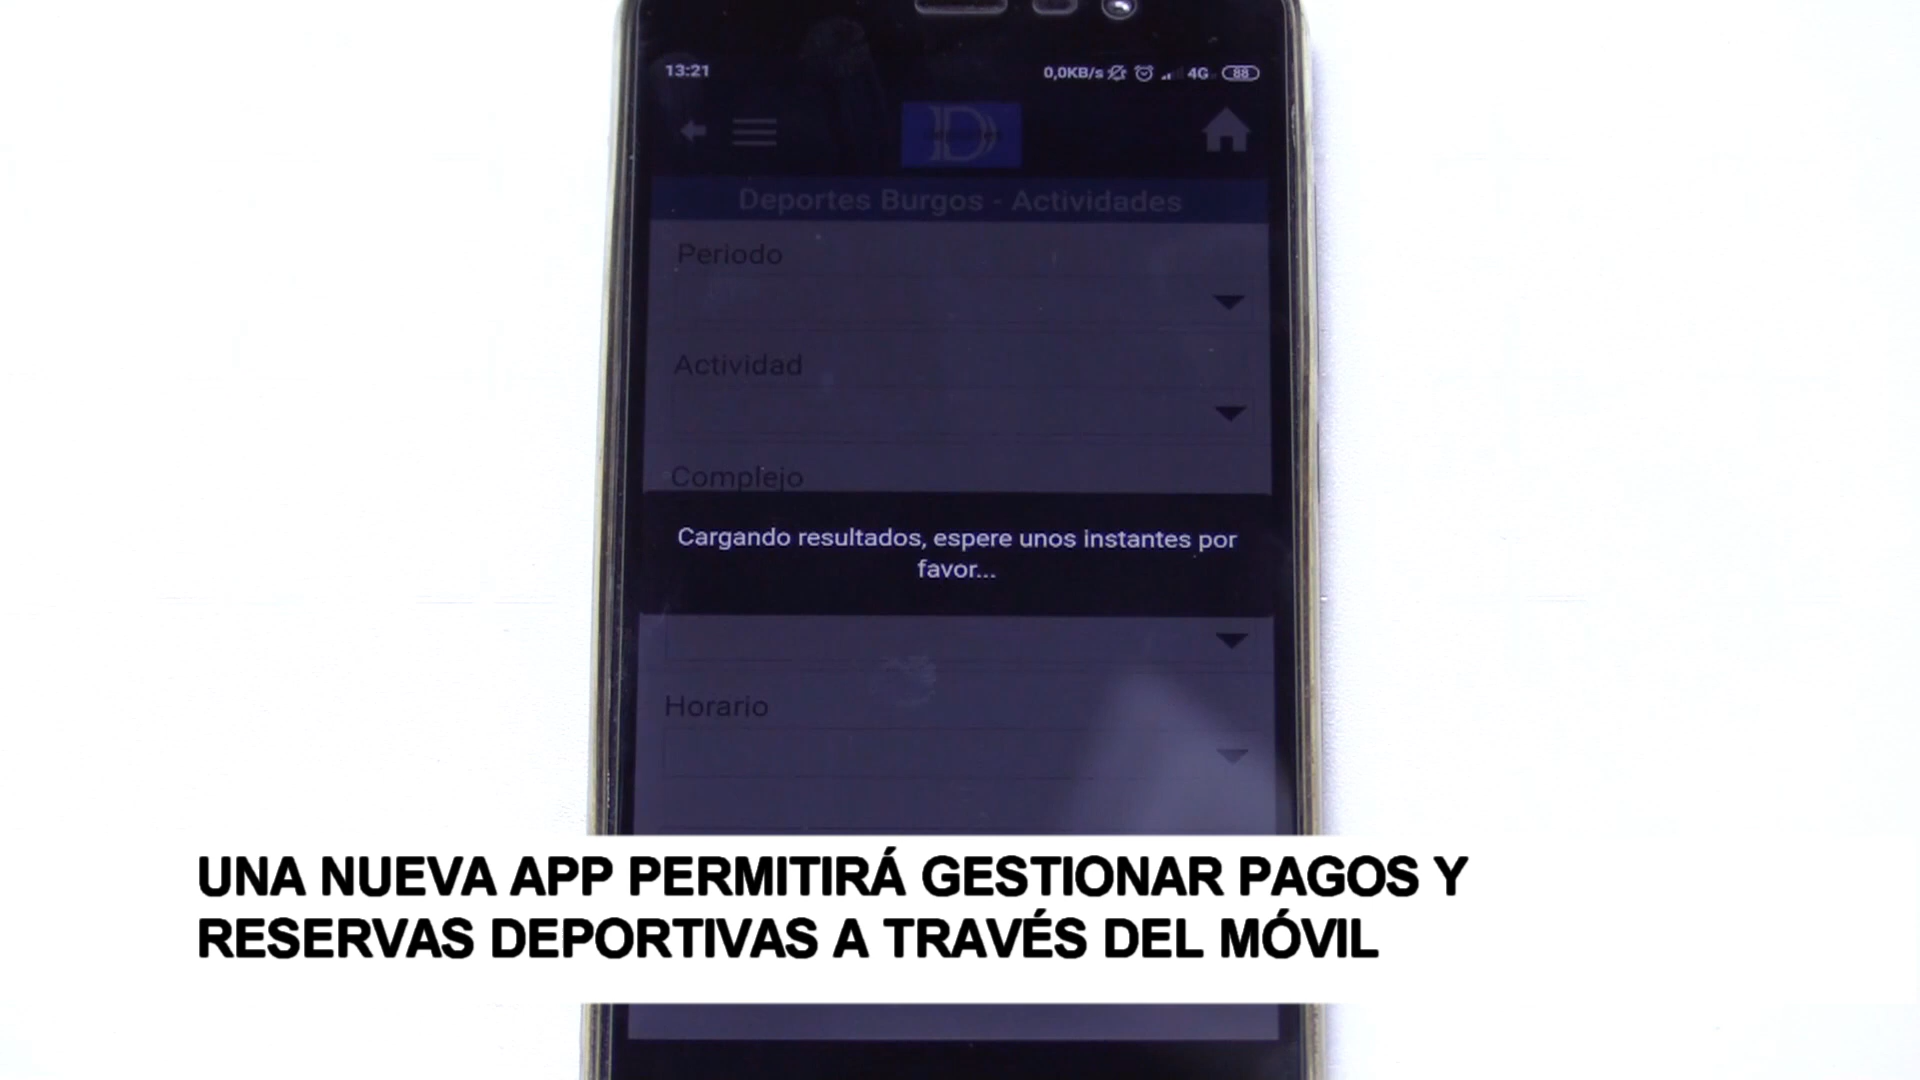 13:21
0,0KB/s 4G 88
Deportes Burgos - Actividades
Periodo
Actividad
Complejo
Cargando resultados, espere unos instantes por
favor...
Horario
UNA NUEVA APP PERMITIRÁ GESTIONAR PAGOS Y
RESERVAS DEPORTIVAS A TRAVÉS DEL MÓVIL